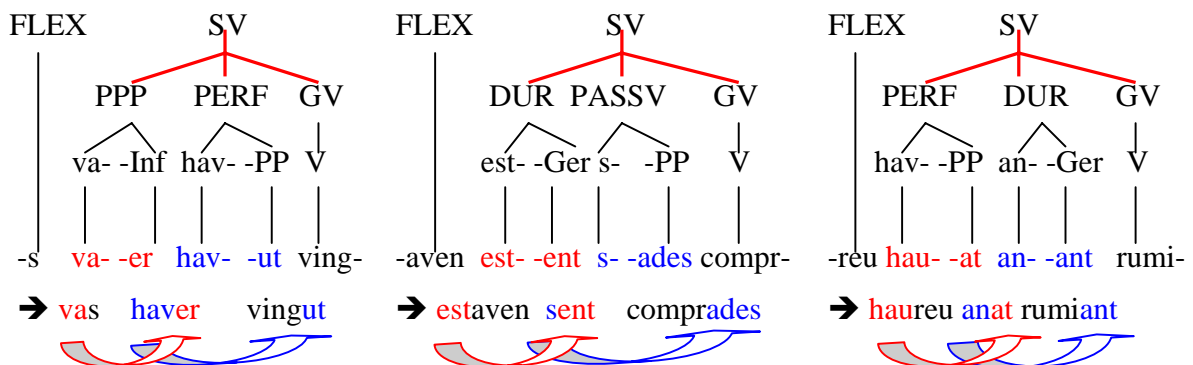 FLEX SV FLEX SV FLEX SV
PPP PERF GV DUR PASSV GV PERF DUR GV
va- -Inf hav- -PP V est- -Ger s- -PP V hav- -PP an- -Ger V
-s va- -er hav- -ut ving- -aven est- -ent s- -ades compr- -reu hau- -at an- -ant rumi-
➔ vas haver vingut ➔ estaven sent comprades ➔ haureu anat rumiant